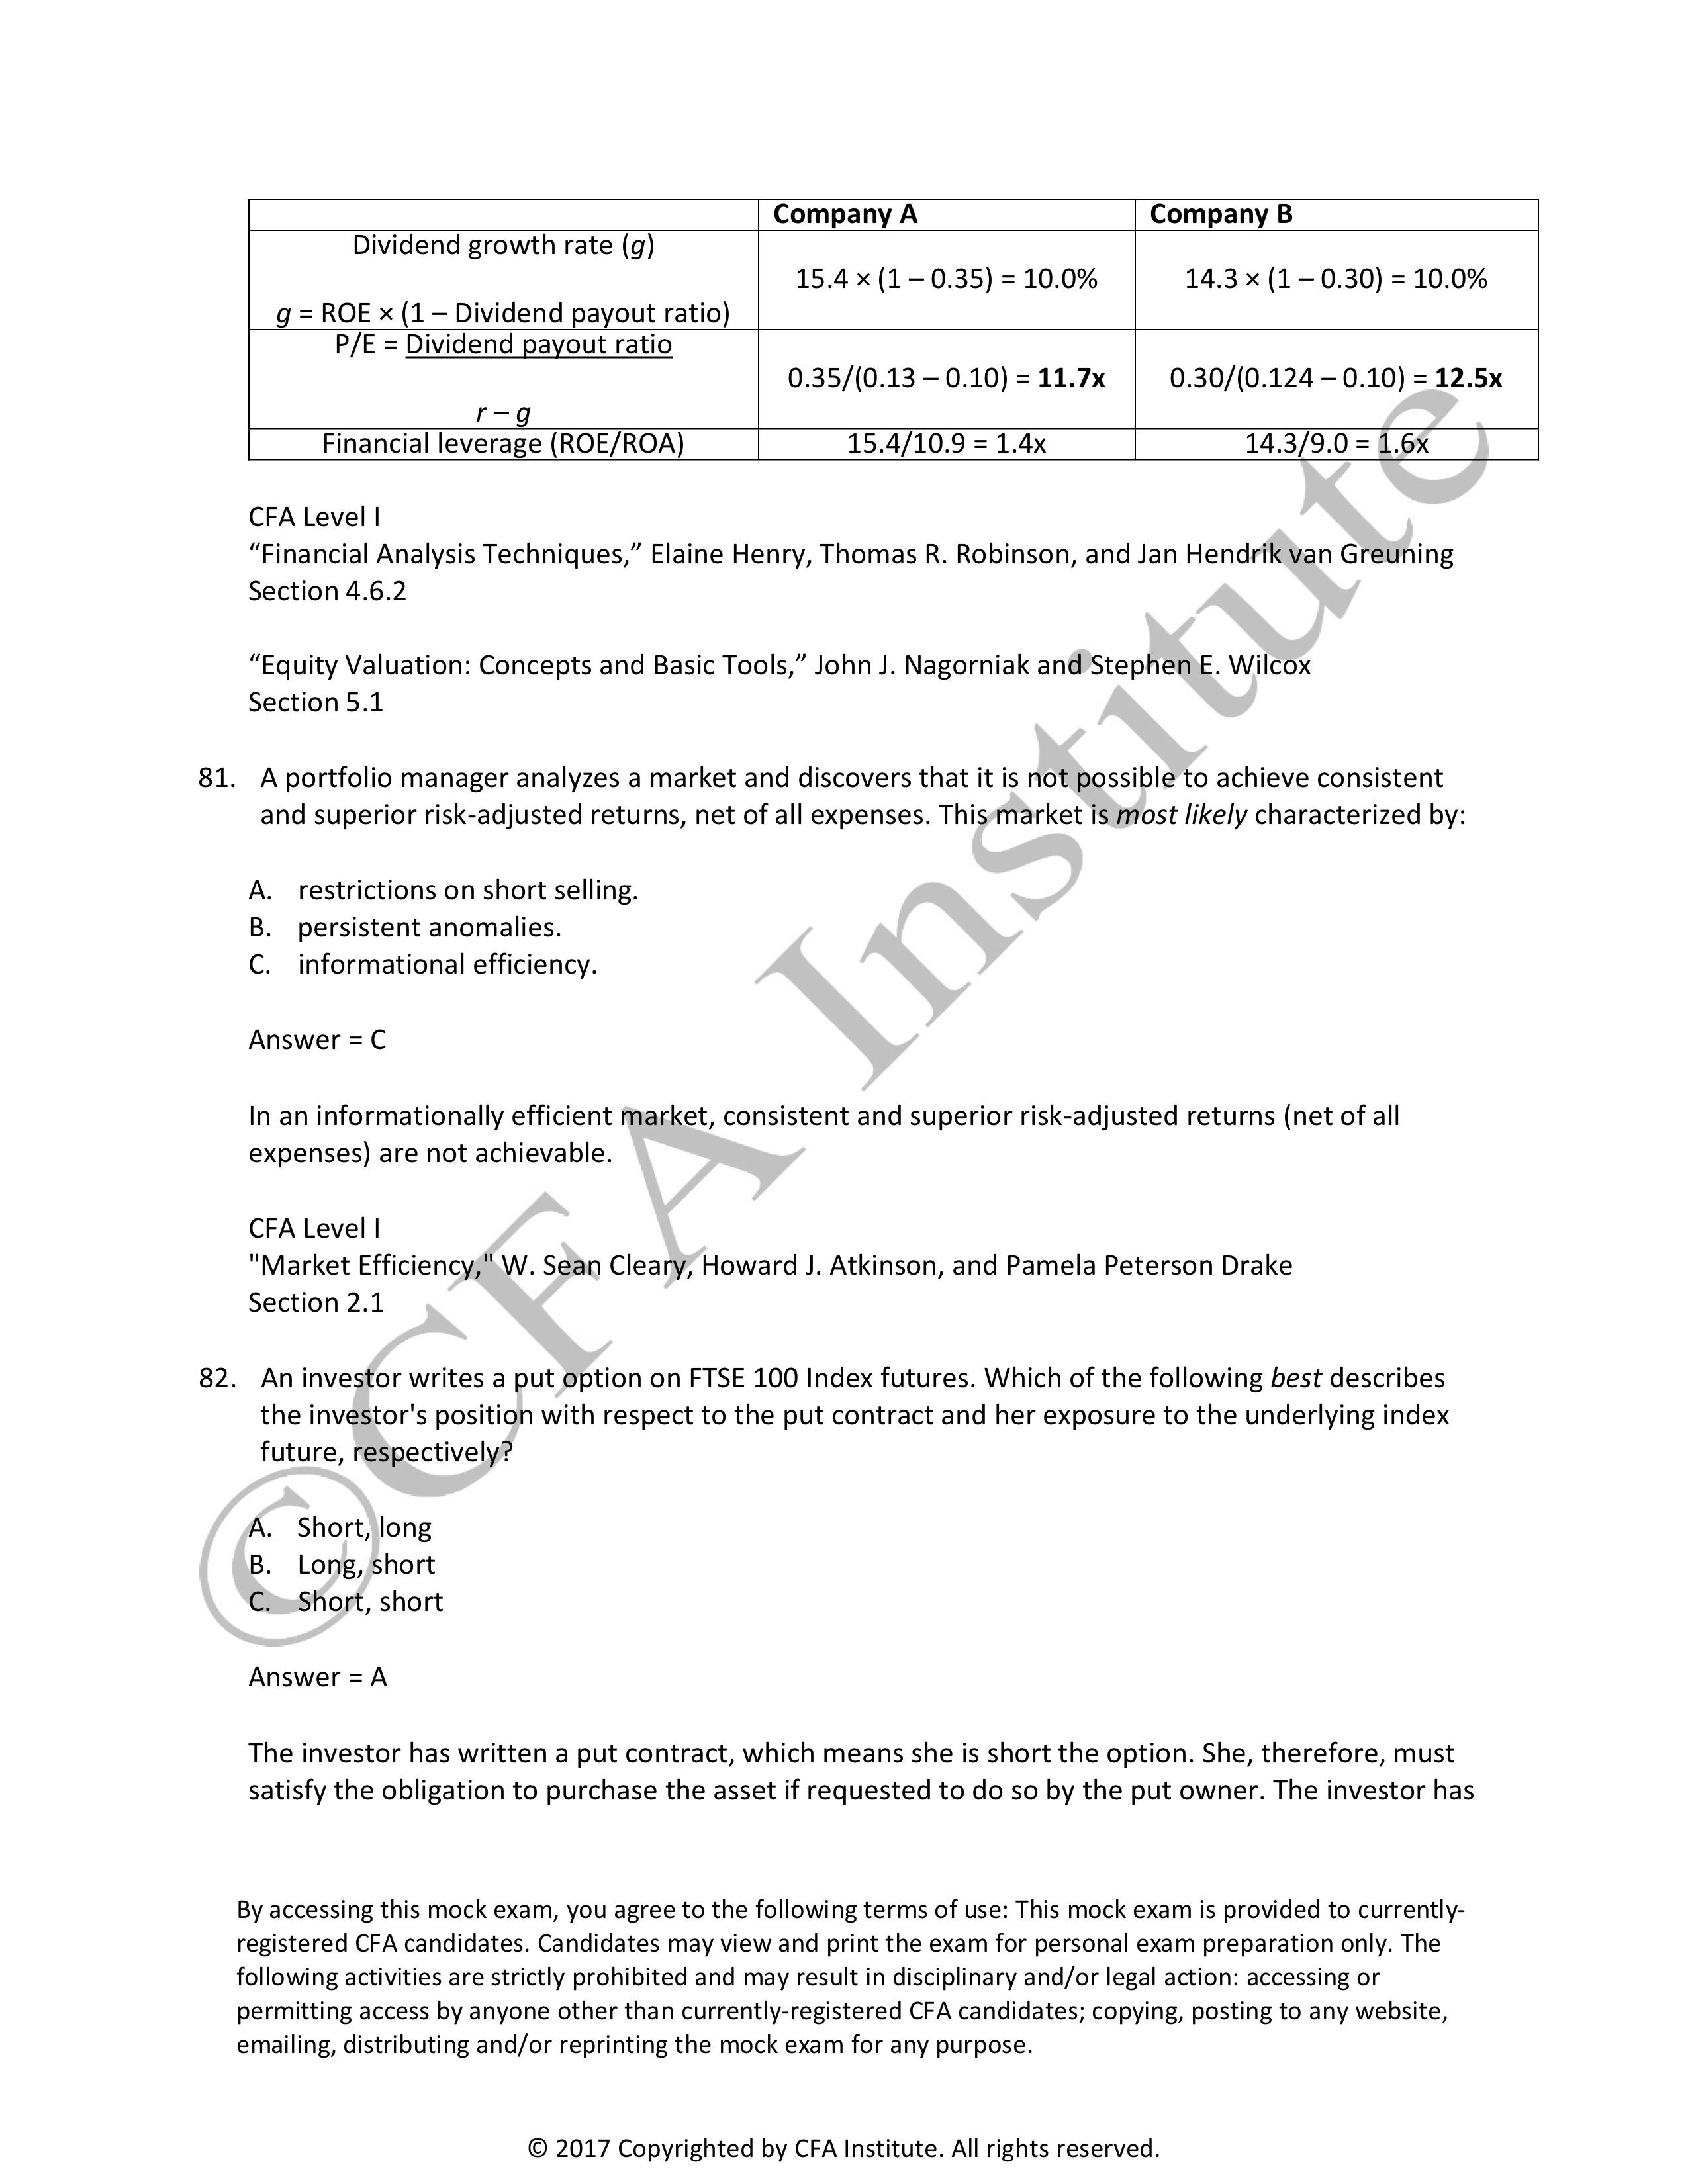 Company A Company B
Dividend growth rate (g)
g = ROE × (1 – Dividend payout ratio)
15.4 × (1 – 0.35) = 10.0% 14.3 × (1 – 0.30) = 10.0%
P/E = Dividend payout ratio
r – g
0.35/(0.13 – 0.10) = 11.7x 0.30/(0.124 – 0.10) = 12.5x
Financial leverage (ROE/ROA) 15.4/10.9 = 1.4x 14.3/9.0 = 1.6x
CFA Level I
“Financial Analysis Techniques,” Elaine Henry, Thomas R. Robinson, and Jan Hendrik van Greuning
Section 4.6.2
“Equity Valuation: Concepts and Basic Tools,” John J. Nagorniak and Stephen E. Wilcox
Section 5.1
81. A portfolio manager analyzes a market and discovers that it is not possible to achieve consistent
and superior risk-adjusted returns, net of all expenses. This market is most likely characterized by:
A. restrictions on short selling.
B. persistent anomalies.
C. informational efficiency.
Answer = C
In an informationally efficient market, consistent and superior risk-adjusted returns (net of all
expenses) are not achievable.
CFA Level I
"Market Efficiency," W. Sean Cleary, Howard J. Atkinson, and Pamela Peterson Drake
Section 2.1
82. An investor writes a put option on FTSE 100 Index futures. Which of the following best describes
the investor's position with respect to the put contract and her exposure to the underlying index
future, respectively?
A. Short, long
B. Long, short
C. Short, short
Answer = A
The investor has written a put contract, which means she is short the option. She, therefore, must
satisfy the obligation to purchase the asset if requested to do so by the put owner. The investor has
By accessing this mock exam, you agree to the following terms of use: This mock exam is provided to currently-
registered CFA candidates. Candidates may view and print the exam for personal exam preparation only. The
following activities are strictly prohibited and may result in disciplinary and/or legal action: accessing or
permitting access by anyone other than currently-registered CFA candidates; copying, posting to any website,
emailing, distributing and/or reprinting the mock exam for any purpose.
© 2017 Copyrighted by CFA Institute. All rights reserved.
© CFA Institute